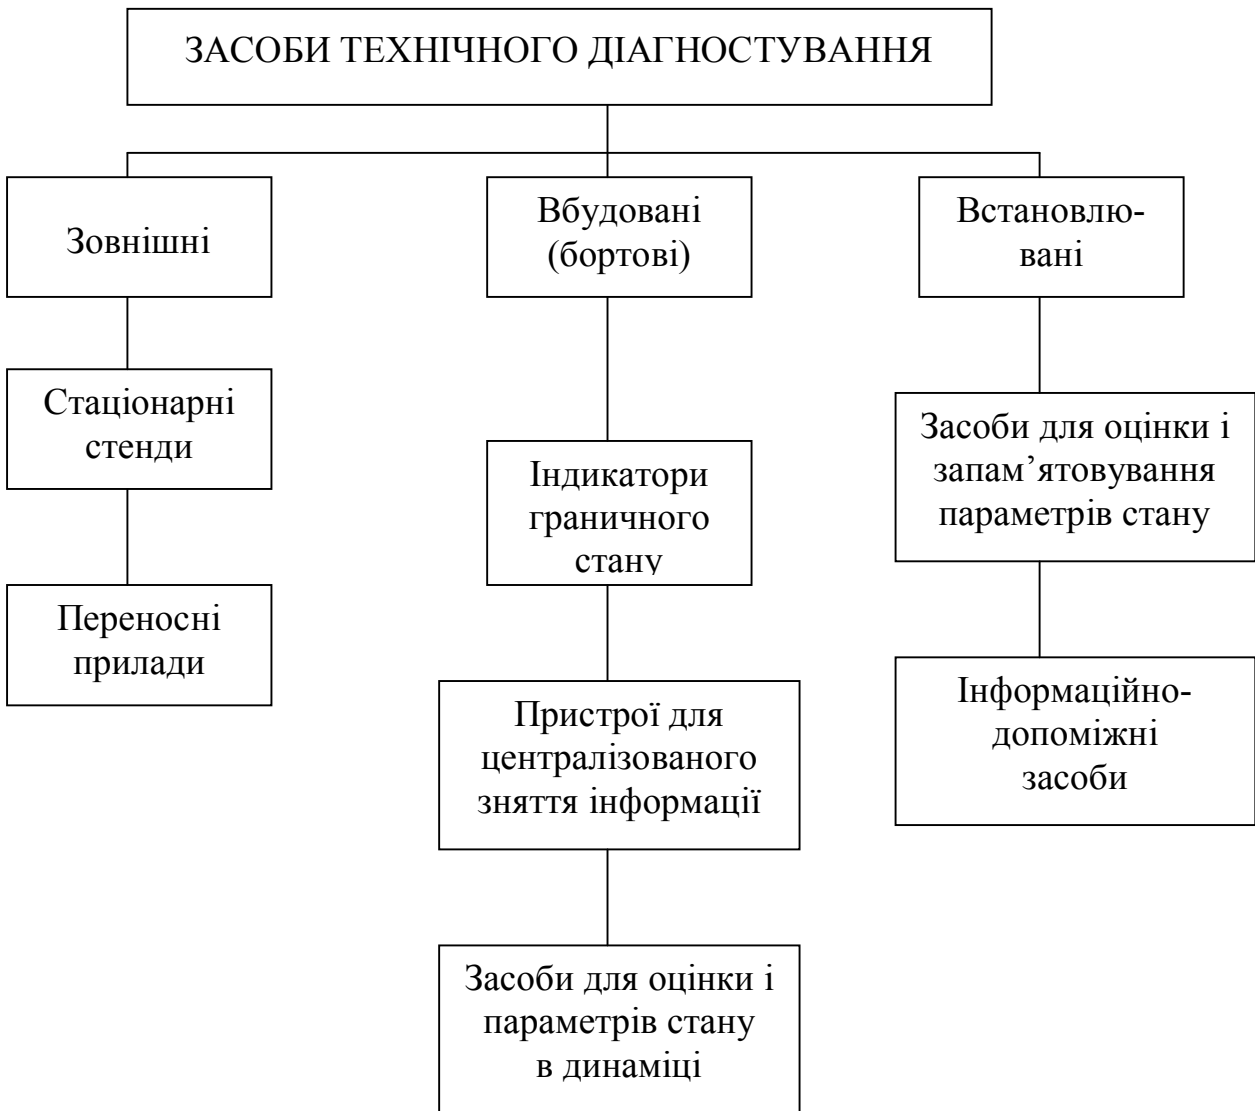 ЗАСОБИ ТЕХНІЧНОГО ДІАГНОСТУВАННЯ
Зовнішні
Стаціонарні
стенди
Переносні
прилади
Вбудовані
(бортові)
Індикатори
граничного
стану
Пристрої для
централізованого
зняття інформації
Засоби для оцінки і
параметрів стану
в динаміці
Встановлю-
вані
Засоби для оцінки і
запам’ятовування
параметрів стану
Інформаційно-
допоміжні
засоби